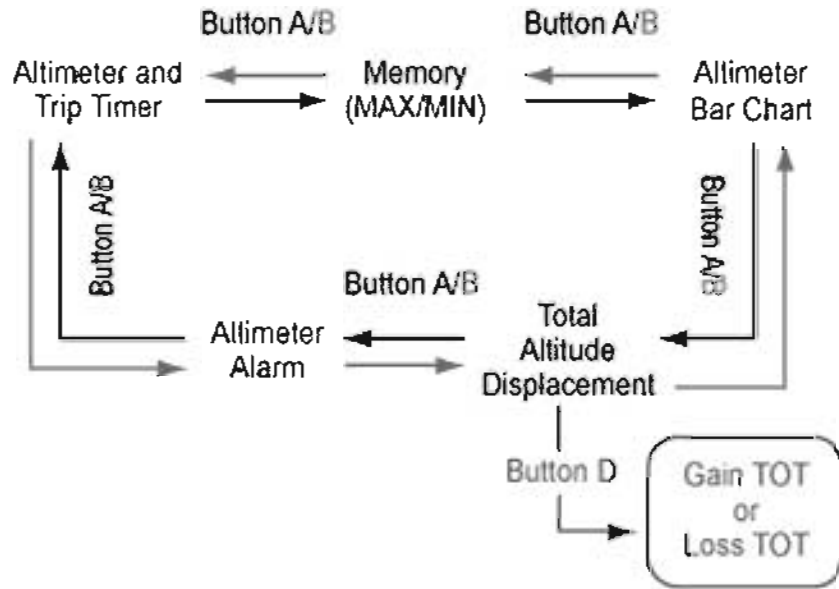 Button A/B
Button A/B
Altimeter and
Trip Timer
Memory
(MAX/MIN)
Altimeter
Bar Chart
Button A/B
Button A/B
Button A/B
Altimeter
Alarm
Total
Altitude
Displacement
Button D
Gain TOT
or
Loss TOT